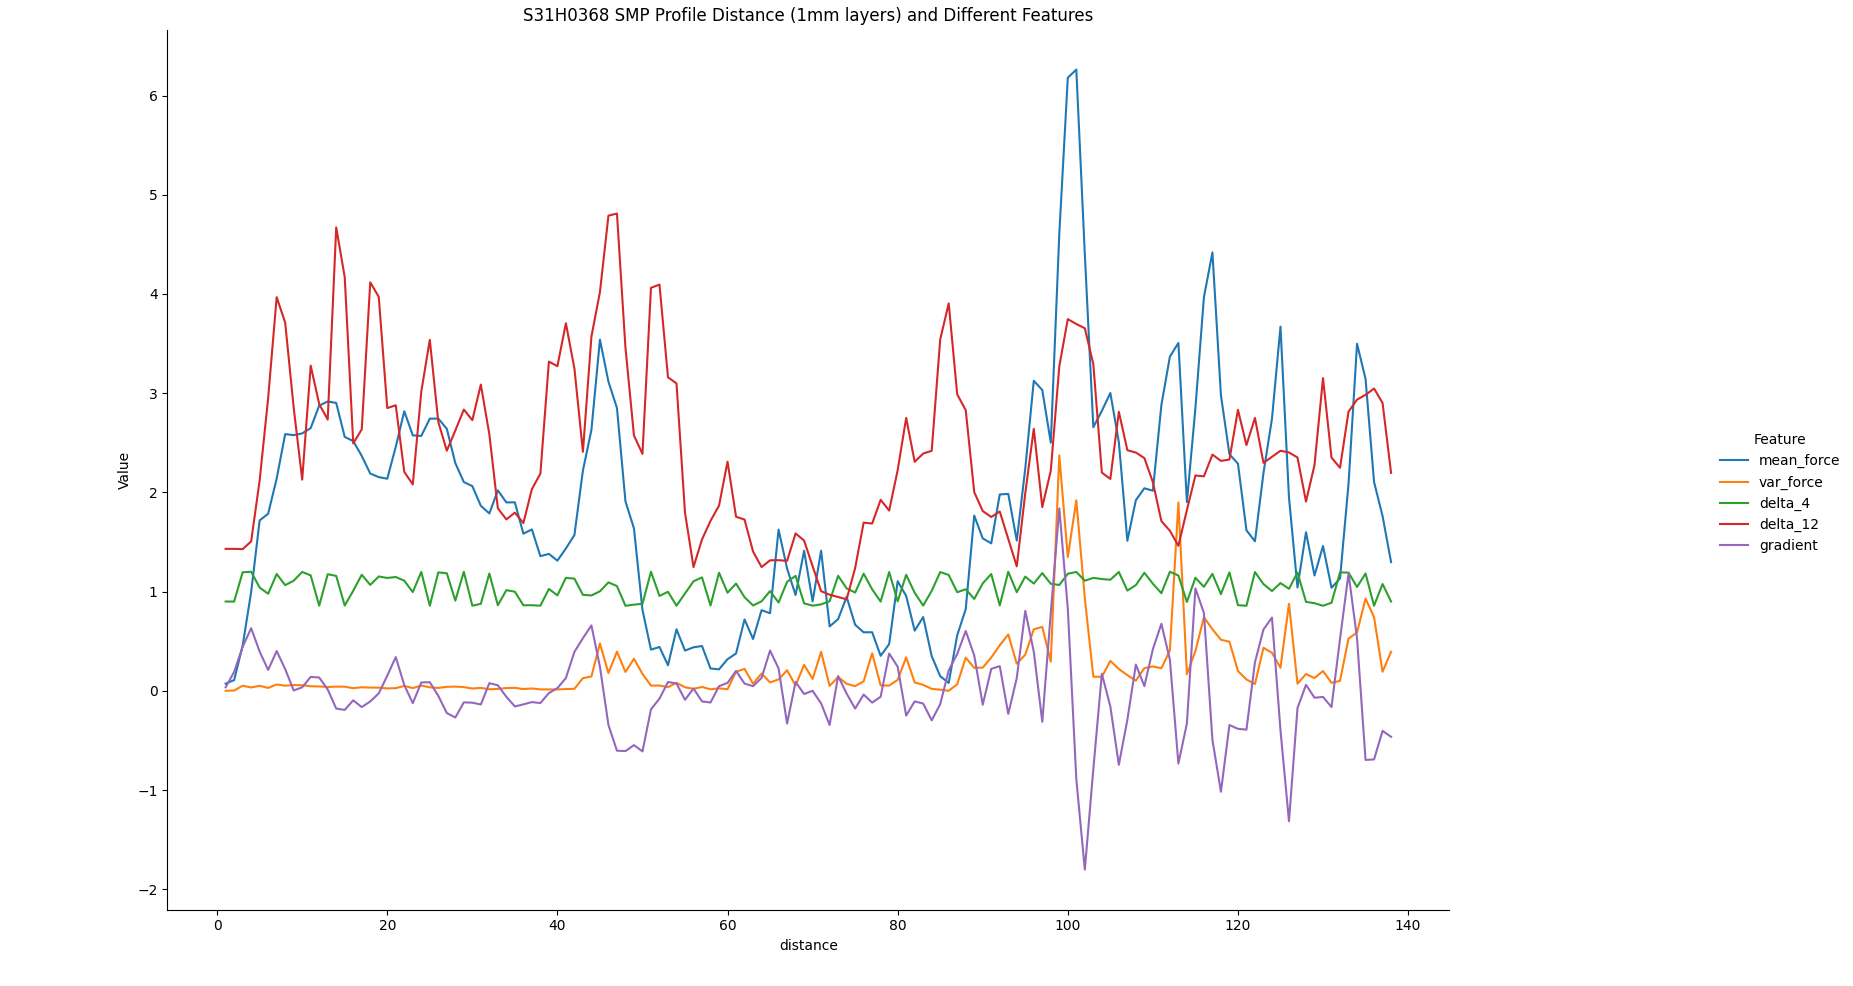 S31H0368 SMP Profile Distance (1mm layers) and Different Features
6
5
4
3
2
1
0
−1
−2
Value
0 20 40 60 80 100 120 140
distance
Feature
mean_force
var_force
delta_4
delta_12
gradient